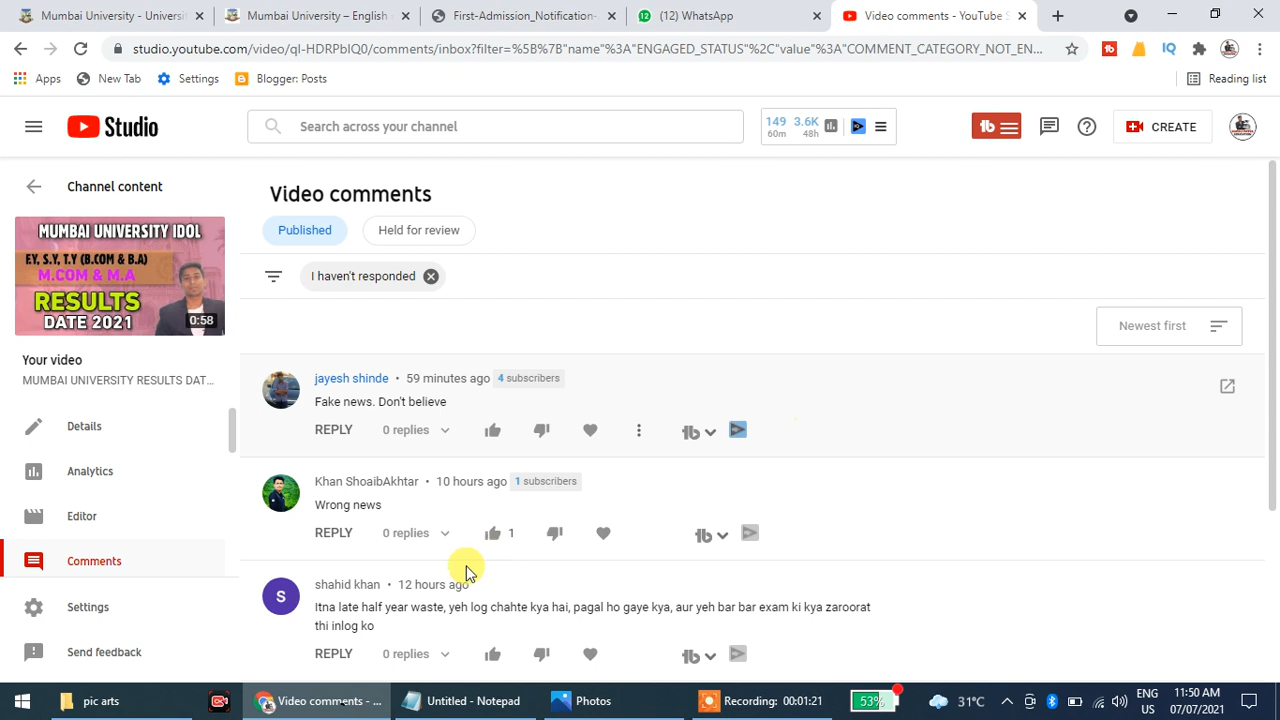 Mumbai University - Universi
Mumbai University – English
First-Admission_Notification-
(12) WhatsApp
Video comments - YouTube S
studio.youtube.com/video/ql-HDRPbIQ0/comments/inbox?filter=%5B%7B"name"%3A"ENGAGED_STATUS"%2C"value"%3A"COMMENT_CATEGORY_NOT_EN...
IQ
Apps
New Tab
Settings
Blogger: Posts
Reading list
Studio
Search across your channel
149 3.6K
60m 48h
tb
CREATE
Channel content
Video comments
MUMBAI UNIVERSITY IDOL
F.Y, S.Y, T.Y (B.COM & B.A)
M.COM & M.A
RESULTS
DATE 2021
0:58
Published
Held for review
I haven't responded
Newest first
Your video
MUMBAI UNIVERSITY RESULTS DAT...
Details
Analytics
Editor
Comments
Settings
Send feedback
jayesh shinde • 59 minutes ago 4 subscribers
Fake news. Don't believe
REPLY 0 replies tb
Khan ShoaibAkhtar • 10 hours ago 1 subscribers
Wrong news
REPLY 0 replies 1 tb
S
shahid khan • 12 hours ago
Itna late half year waste, yeh log chahte kya hai, pagal ho gaye kya, aur yeh bar bar exam ki kya zaroorat
thi inlog ko
REPLY 0 replies tb
pic arts
Video comments - ...
Untitled - Notepad
Photos
Recording: 00:01:21
53%
31°C
ENG
US
11:50 AM
07/07/2021